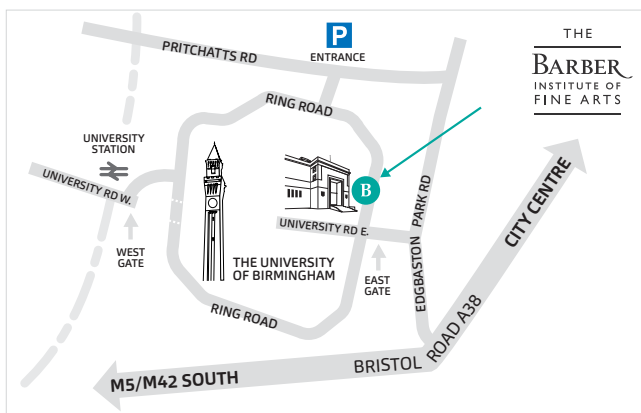 P
ENTRANCE
PRITCHATTS RD
THE
BARBER
INSTITUTE OF
FINE ARTS
RING ROAD
UNIVERSITY
STATION
UNIVERSITY RD W.
B
UNIVERSITY RD E.
EDGBASTON PARK RD
CITY CENTRE
WEST
GATE
THE UNIVERSITY
OF BIRMINGHAM
EAST
GATE
RING ROAD
BRISTOL ROAD A38
M5/M42 SOUTH